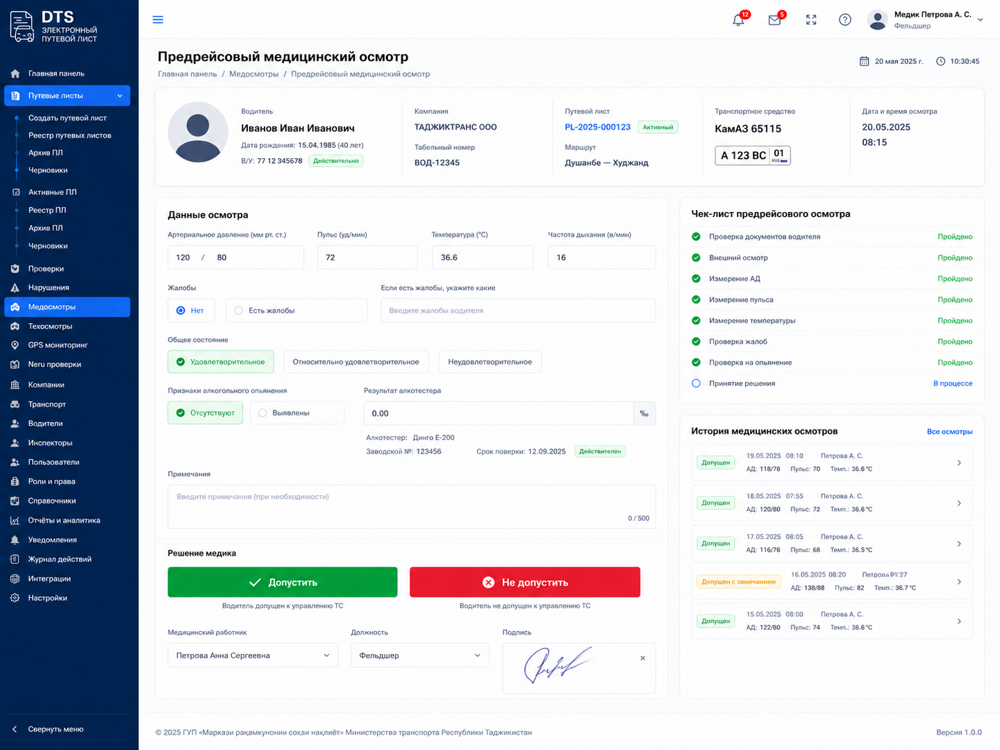 DTS
ЭЛЕКТРОННЫЙ
ПУТЕВОЙ ЛИСТ
Главная панель
Путевые листы
Создать путевой лист
Реестр путевых листов
Архив ПЛ
Черновики
Активные ПЛ
Реестр ПЛ
Архив ПЛ
Черновики
Проверки
Нарушения
Медосмотры
Техосмотры
GPS мониторинг
Neru проверки
Компании
Транспорт
Водители
Инспекторы
Пользователи
Роли и права
Справочники
Отчёты и аналитика
Уведомления
Журнал действий
Интеграции
Настройки
Свернуть меню
12
5
Медик Петрова А. С.
Фельдшер
Предрейсовый медицинский осмотр
Главная панель / Медосмотры / Предрейсовый медицинский осмотр
20 мая 2025 г. 10:30:45
Водитель
Иванов Иван Иванович
Дата рождения: 15.04.1985 (40 лет)
В/У: 77 12 345678 Действительно
Компания
ТАДЖИКТРАНС ООО
Табельный номер
ВОД-12345
Путевой лист
PL-2025-000123 Активный
Маршрут
Душанбе — Худжанд
Транспортное средство
КамАЗ 65115
А 123 ВС 01
RUS
Дата и время осмотра
20.05.2025
08:15
Данные осмотра
Артериальное давление (мм рт. ст.) Пульс (уд/мин) Температура (°C) Частота дыхания (в/мин)
120 / 80 72 36.6 16
Жалобы Если есть жалобы, укажите какие
Нет Есть жалобы Введите жалобы водителя
Общее состояние
Удовлетворительное Относительно удовлетворительное Неудовлетворительное
Признаки алкогольного опьянения Результат алкотестера
Отсутствуют Выявлены 0.00 ‰
Алкотестер: Динго Е-200
Заводской №: 123456 Срок поверки: 12.09.2025 Действителен
Примечания
Введите примечания (при необходимости)
0 / 500
Решение медика
Допустить Не допустить
Водитель допущен к управлению ТС Водитель не допущен к управлению ТС
Медицинский работник Должность Подпись
Петрова Анна Сергеевна Фельдшер
Чек-лист предрейсового осмотра
Проверка документов водителя Пройдено
Внешний осмотр Пройдено
Измерение АД Пройдено
Измерение пульса Пройдено
Измерение температуры Пройдено
Проверка жалоб Пройдено
Проверка на опьянение Пройдено
Принятие решения В процессе
История медицинских осмотров Все осмотры
Допущен 19.05.2025 08:10 Петрова А. С.
АД: 118/78 Пульс: 70 Темп.: 36.6 °C
Допущен 18.05.2025 07:55 Петрова А. С.
АД: 120/80 Пульс: 72 Темп.: 36.6 °C
Допущен 17.05.2025 08:05 Петрова А. С.
АД: 116/76 Пульс: 68 Темп.: 36.5 °C
Допущен с замочанием 16.05.2025 08:20 Петрова
АД: 138/88 Пульс: 82 Темп.: 36.7 °C
Допущен 15.05.2025 08:00 Петрова А. С.
АД: 122/80 Пульс: 74 Темп.: 36.6 °C
© 2025 ГУП «Маркази рақамкунонии соҳаи нақлиёт» Министерства транспорта Республики Таджикистан
Версия 1.0.0